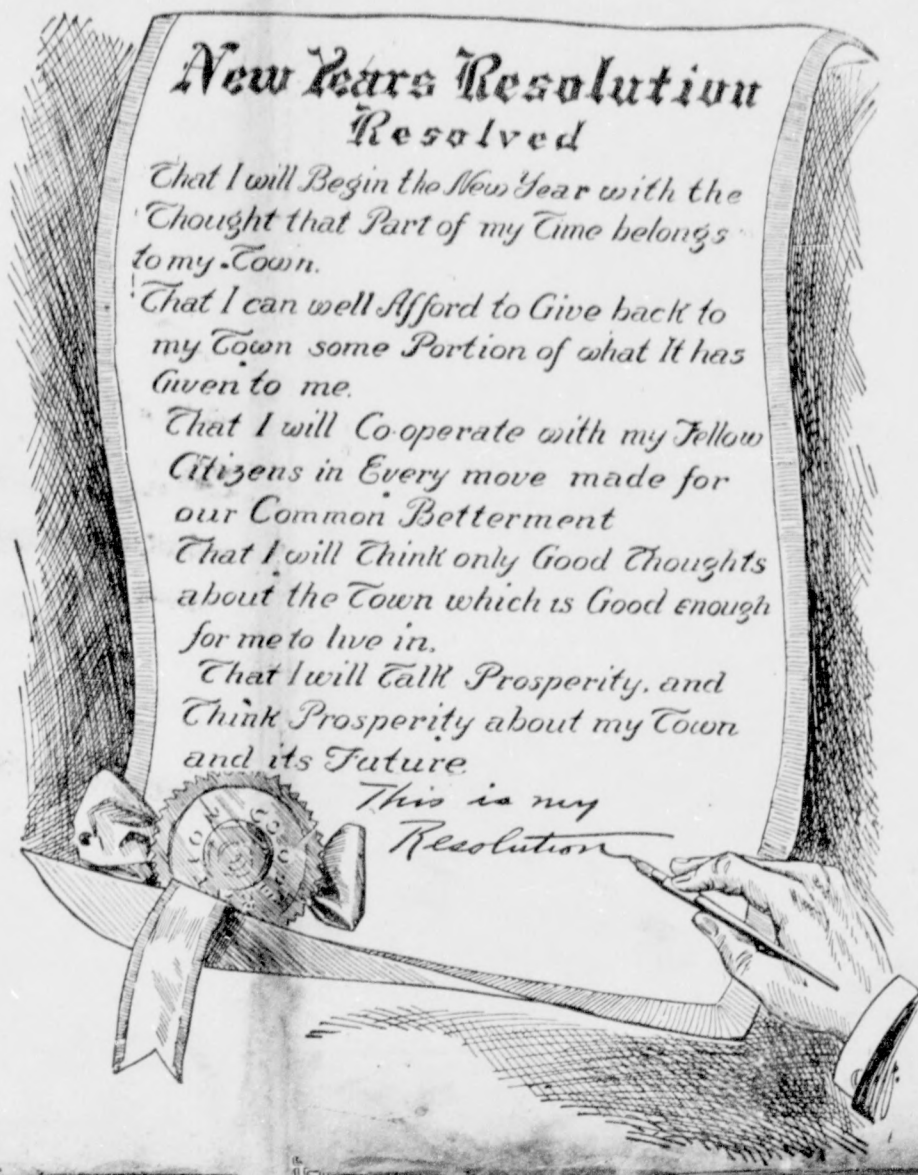 New Years Resolution
Resolved
That I will Begin the New Year with the
Thought that Part of my Time belongs
to my Town.
That I can well Afford to Give back to
my Town some Portion of what It has
Given to me.
That I will Co-operate with my Fellow
Citizens in Every move made for
our Common Betterment
That I will Think only Good Thoughts
about the Town which is Good enough
for me to live in.
That I will Talk Prosperity, and
Think Prosperity about my Town
and its Future
This is my
Resolution